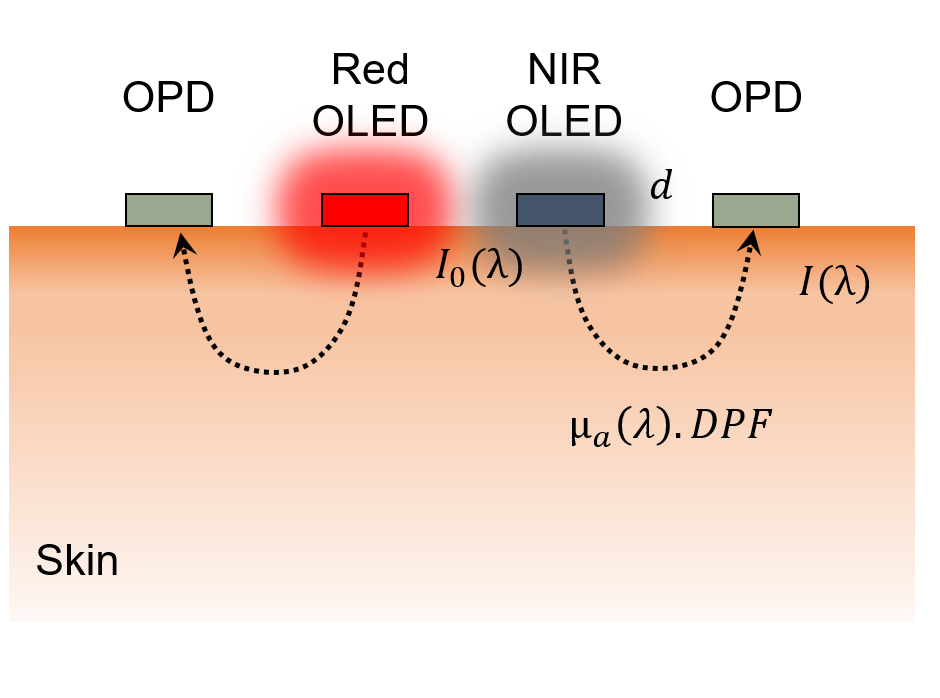 OPD
Red
OLED
NIR
OLED
OPD
d
I₀(λ)
I(λ)
μₐ(λ).DPF
Skin